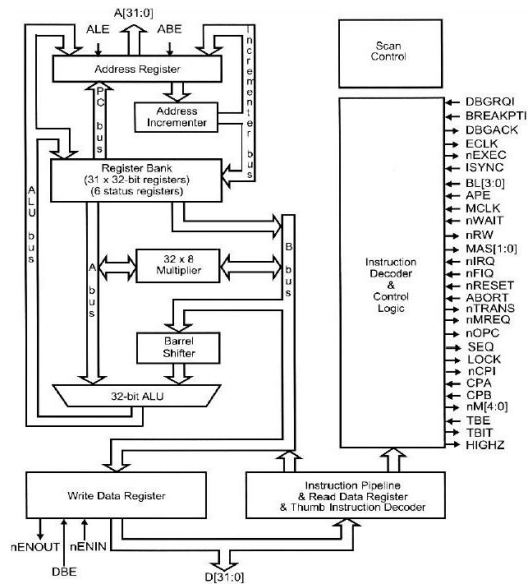 A[31:0]
ALE
ABE
Address Register
Incrementer bus
PC bus
Address
Incrementer
Register Bank
(31 x 32-bit registers)
(6 status registers)
ALU bus
A bus
B bus
32 x 8
Multiplier
Barrel
Shifter
32-bit ALU
Write Data Register
nENOUT
DBE
nENIN
D[31:0]
Instruction Pipeline
& Read Data Register
& Thumb Instruction Decoder
Scan
Control
Instruction
Decoder
&
Control
Logic
DBGRQI
BREAKPTI
DBGACK
ECLK
nEXEC
ISYNC
BL[3:0]
APE
MCLK
nWAIT
nRW
MAS[1:0]
nIRQ
nFIQ
nRESET
ABORT
nTRANS
nMREQ
nOPC
SEQ
LOCK
nCPI
CPA
CPB
nM[4:0]
TBE
TBIT
HIGHZ